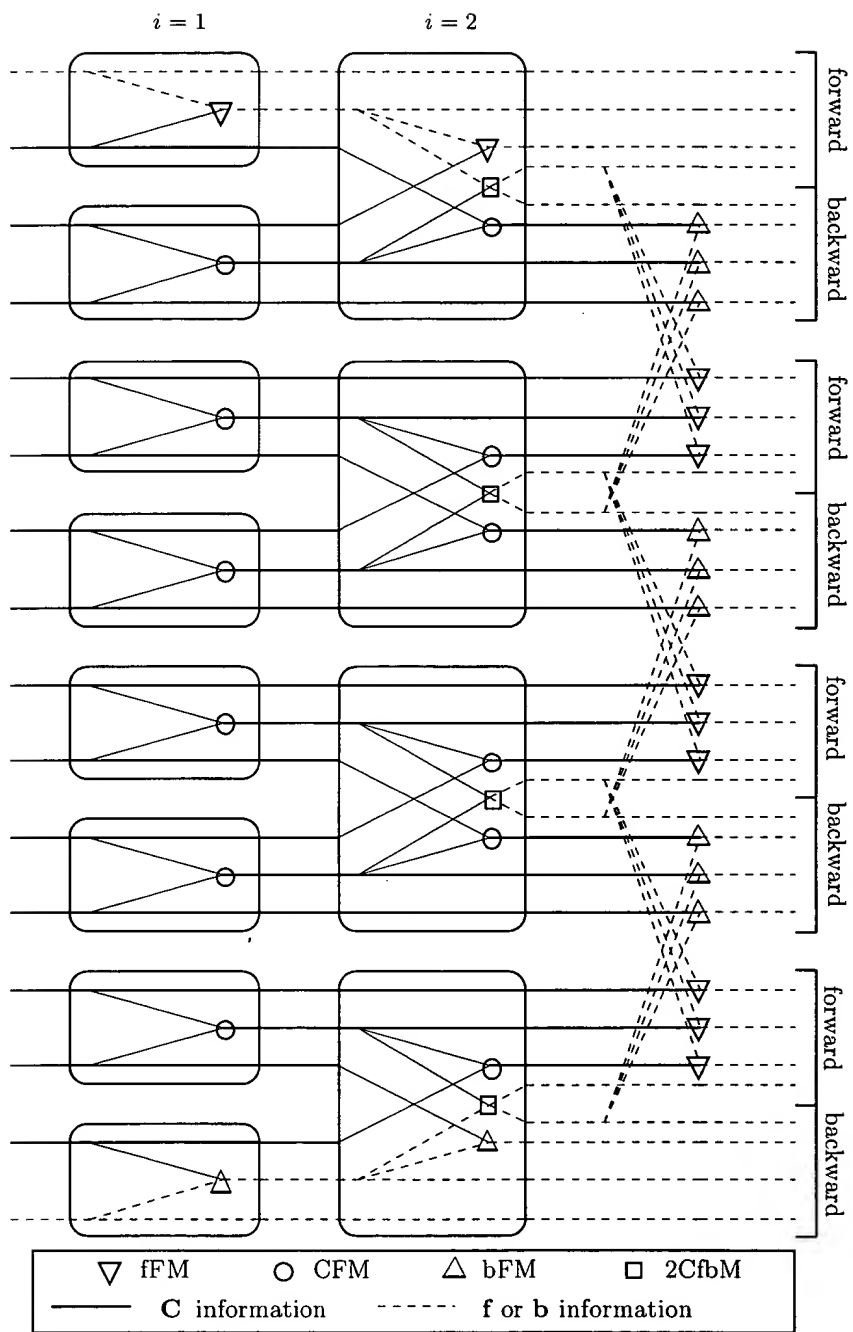 i = 1
i = 2
forward
backward
forward
backward
forward
backward
forward
backward
fFM
CFM
bFM
2CfbM
C information
f or b information